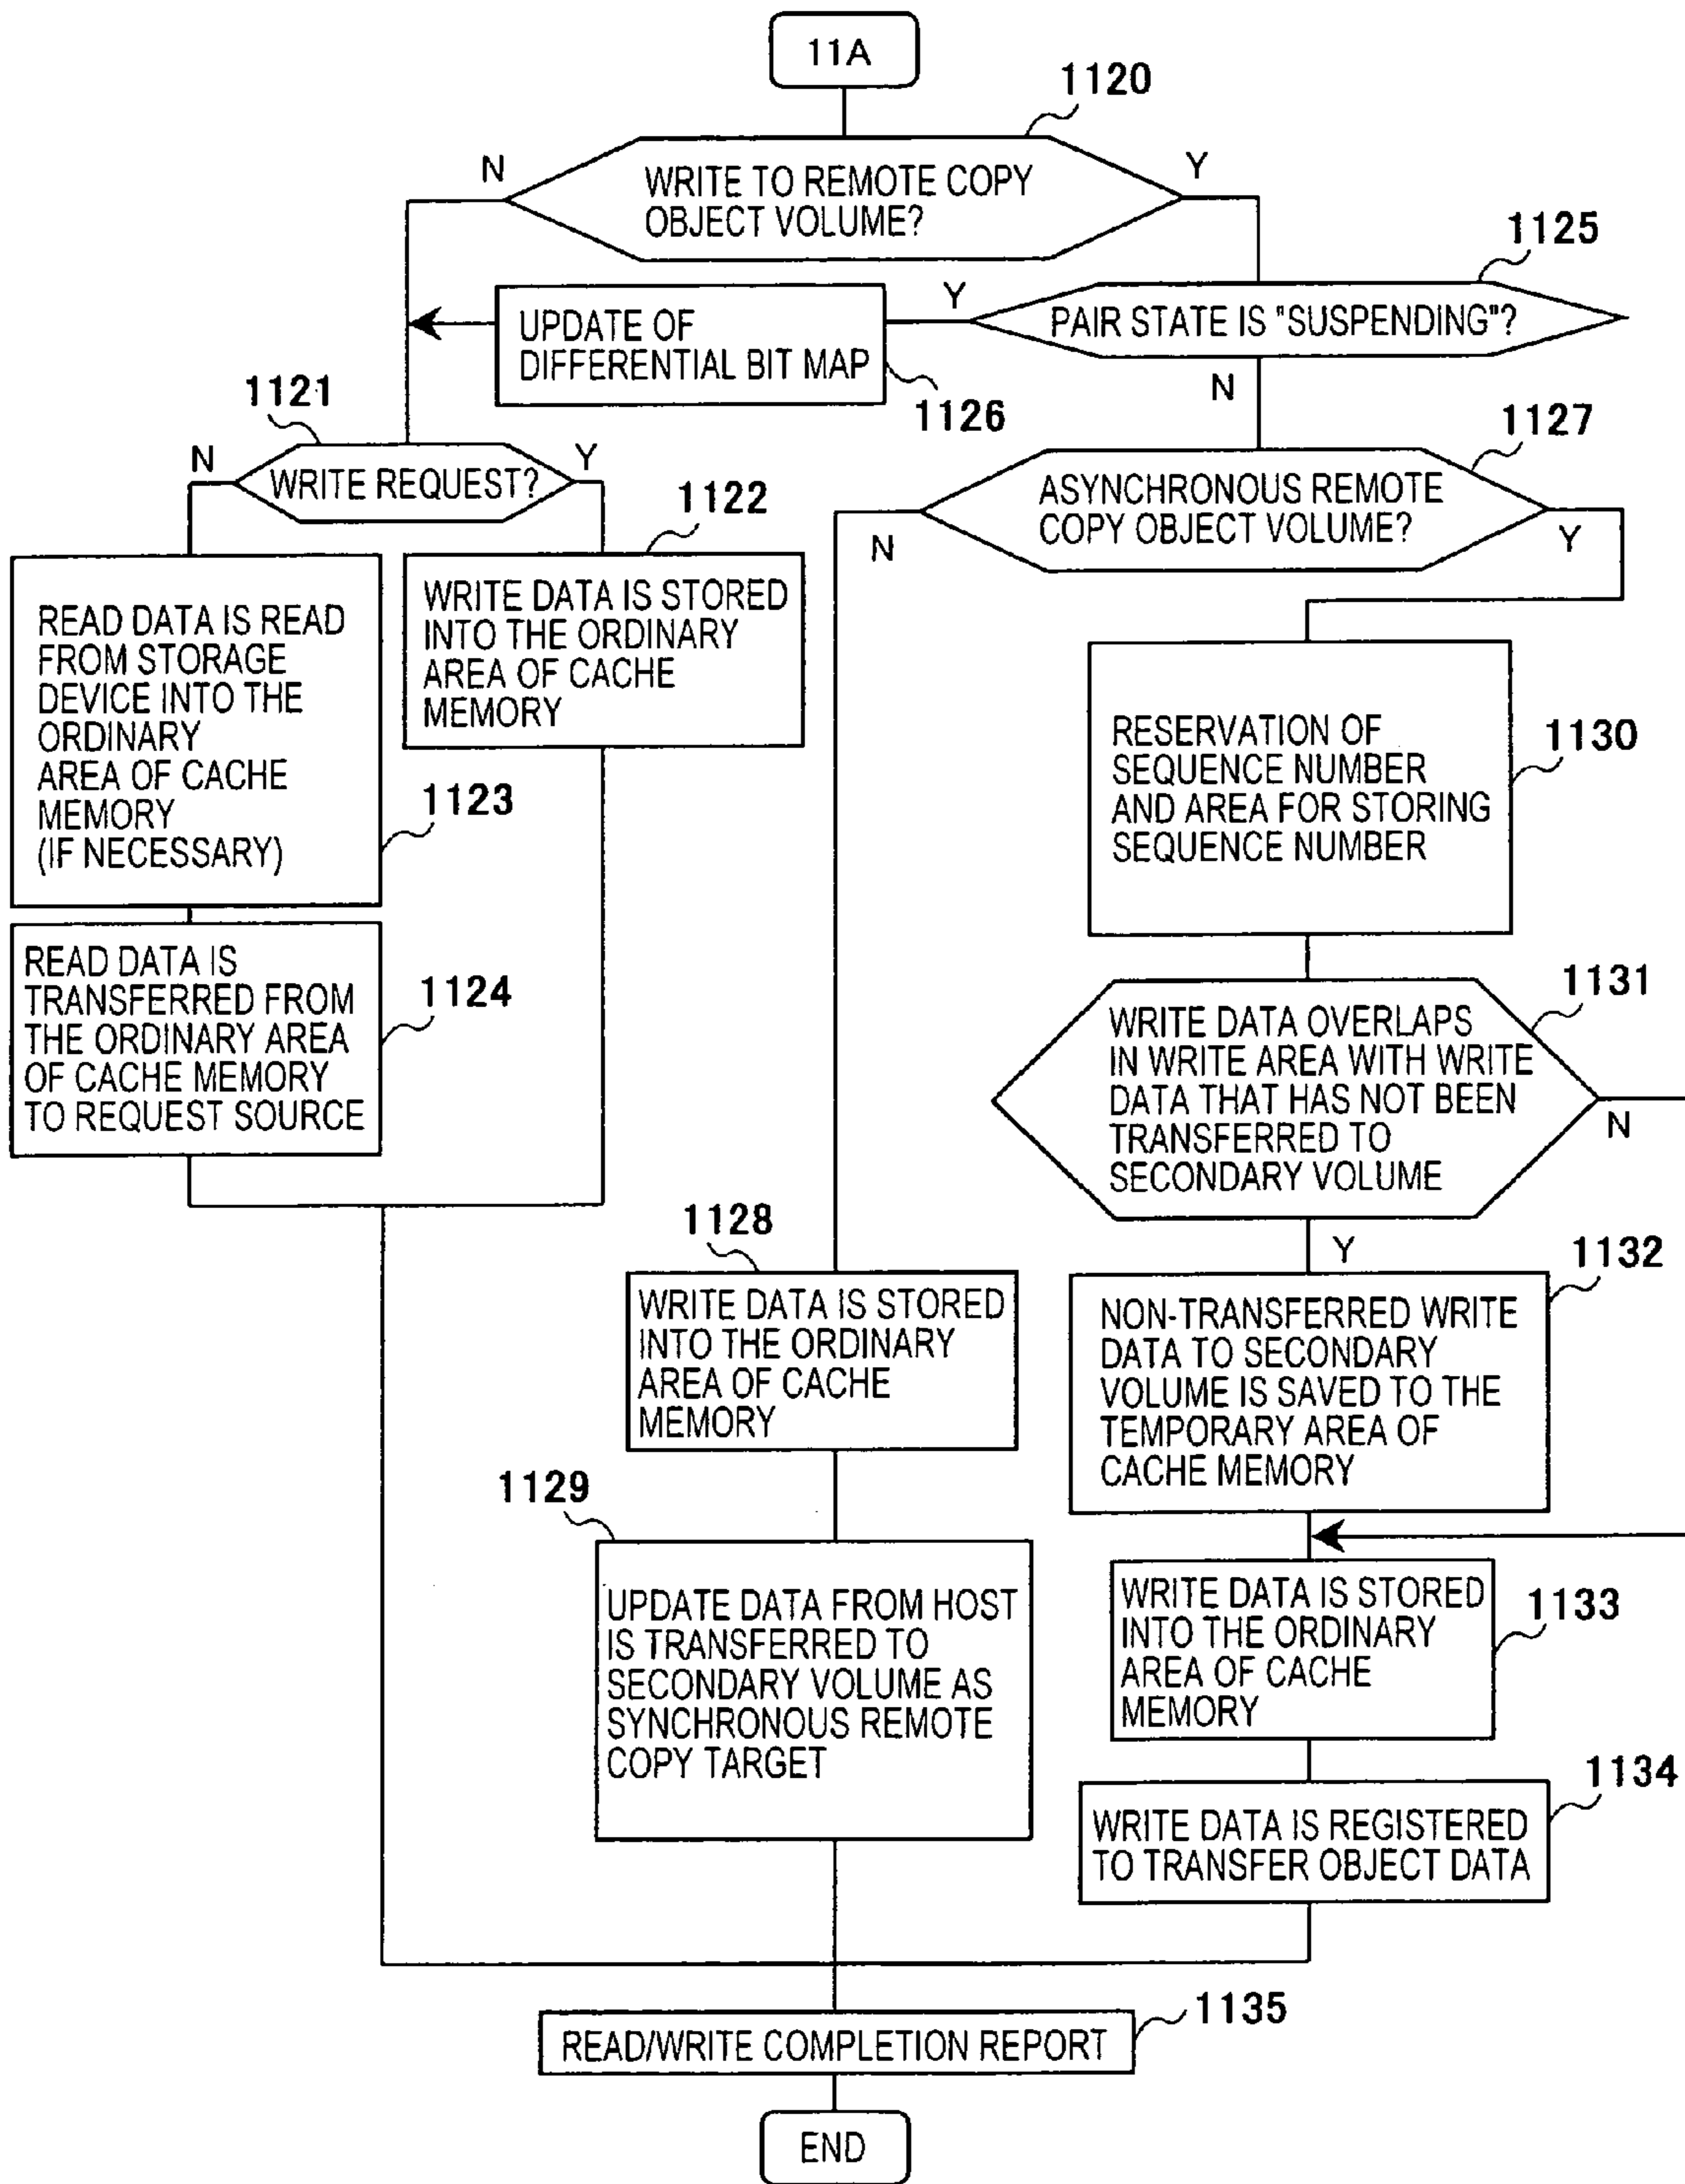 11A
1120
N
WRITE TO REMOTE COPY
OBJECT VOLUME?
Y
1125
Y
PAIR STATE IS "SUSPENDING"?
UPDATE OF
DIFFERENTIAL BIT MAP
1126
N
1121
N
WRITE REQUEST?
Y
1127
ASYNCHRONOUS REMOTE
COPY OBJECT VOLUME?
N
Y
1122
WRITE DATA IS STORED
INTO THE ORDINARY
AREA OF CACHE
MEMORY
READ DATA IS READ
FROM STORAGE
DEVICE INTO THE
ORDINARY
AREA OF CACHE
MEMORY
(IF NECESSARY)
1123
RESERVATION OF
SEQUENCE NUMBER
AND AREA FOR STORING
SEQUENCE NUMBER
1130
READ DATA IS
TRANSFERRED FROM
THE ORDINARY AREA
OF CACHE MEMORY
TO REQUEST SOURCE
1124
1131
WRITE DATA OVERLAPS
IN WRITE AREA WITH WRITE
DATA THAT HAS NOT BEEN
TRANSFERRED TO
SECONDARY VOLUME
N
Y
1128
WRITE DATA IS STORED
INTO THE ORDINARY
AREA OF CACHE
MEMORY
1132
NON-TRANSFERRED WRITE
DATA TO SECONDARY
VOLUME IS SAVED TO THE
TEMPORARY AREA OF
CACHE MEMORY
1129
UPDATE DATA FROM HOST
IS TRANSFERRED TO
SECONDARY VOLUME AS
SYNCHRONOUS REMOTE
COPY TARGET
WRITE DATA IS STORED
INTO THE ORDINARY
AREA OF CACHE
MEMORY
1133
1134
WRITE DATA IS REGISTERED
TO TRANSFER OBJECT DATA
1135
READ/WRITE COMPLETION REPORT
END